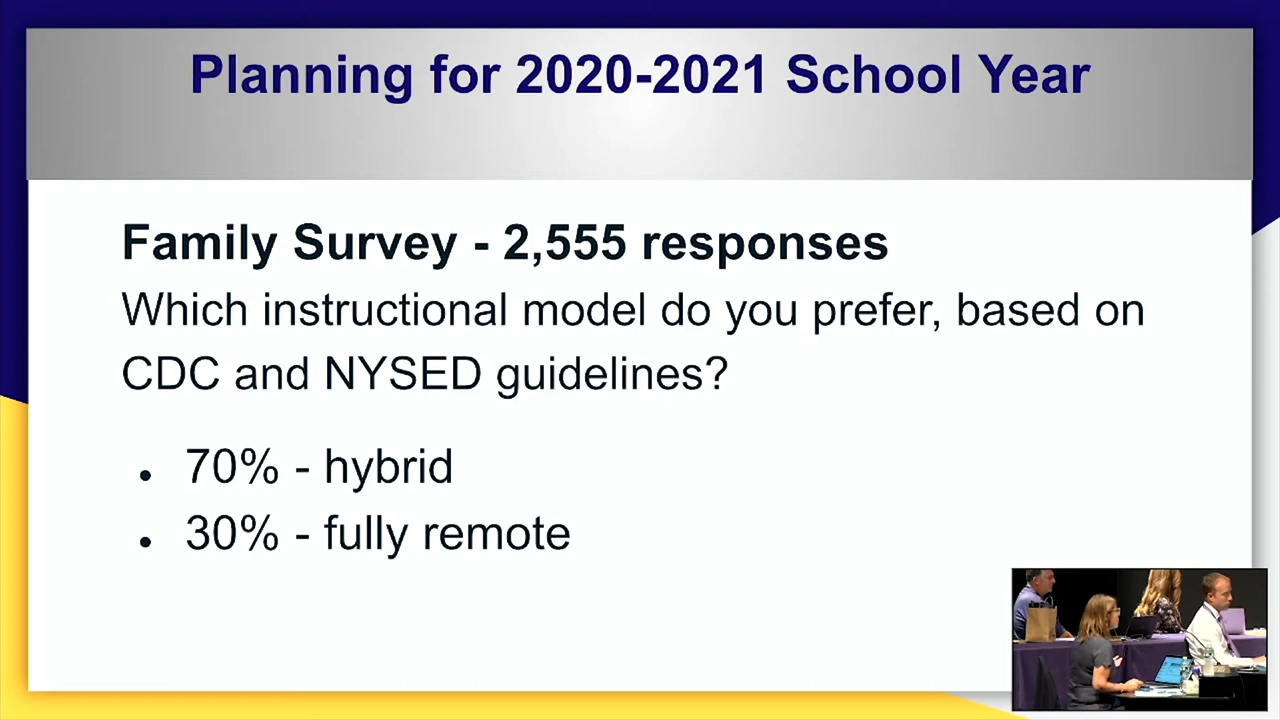 Planning for 2020-2021 School Year
Family Survey - 2,555 responses
Which instructional model do you prefer, based on
CDC and NYSED guidelines?
• 70% - hybrid
• 30% - fully remote